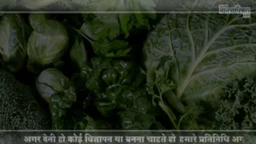 अगर देनी हो कोई विज्ञापन या बनना चाहते हो हमारे प्रतिनिधि